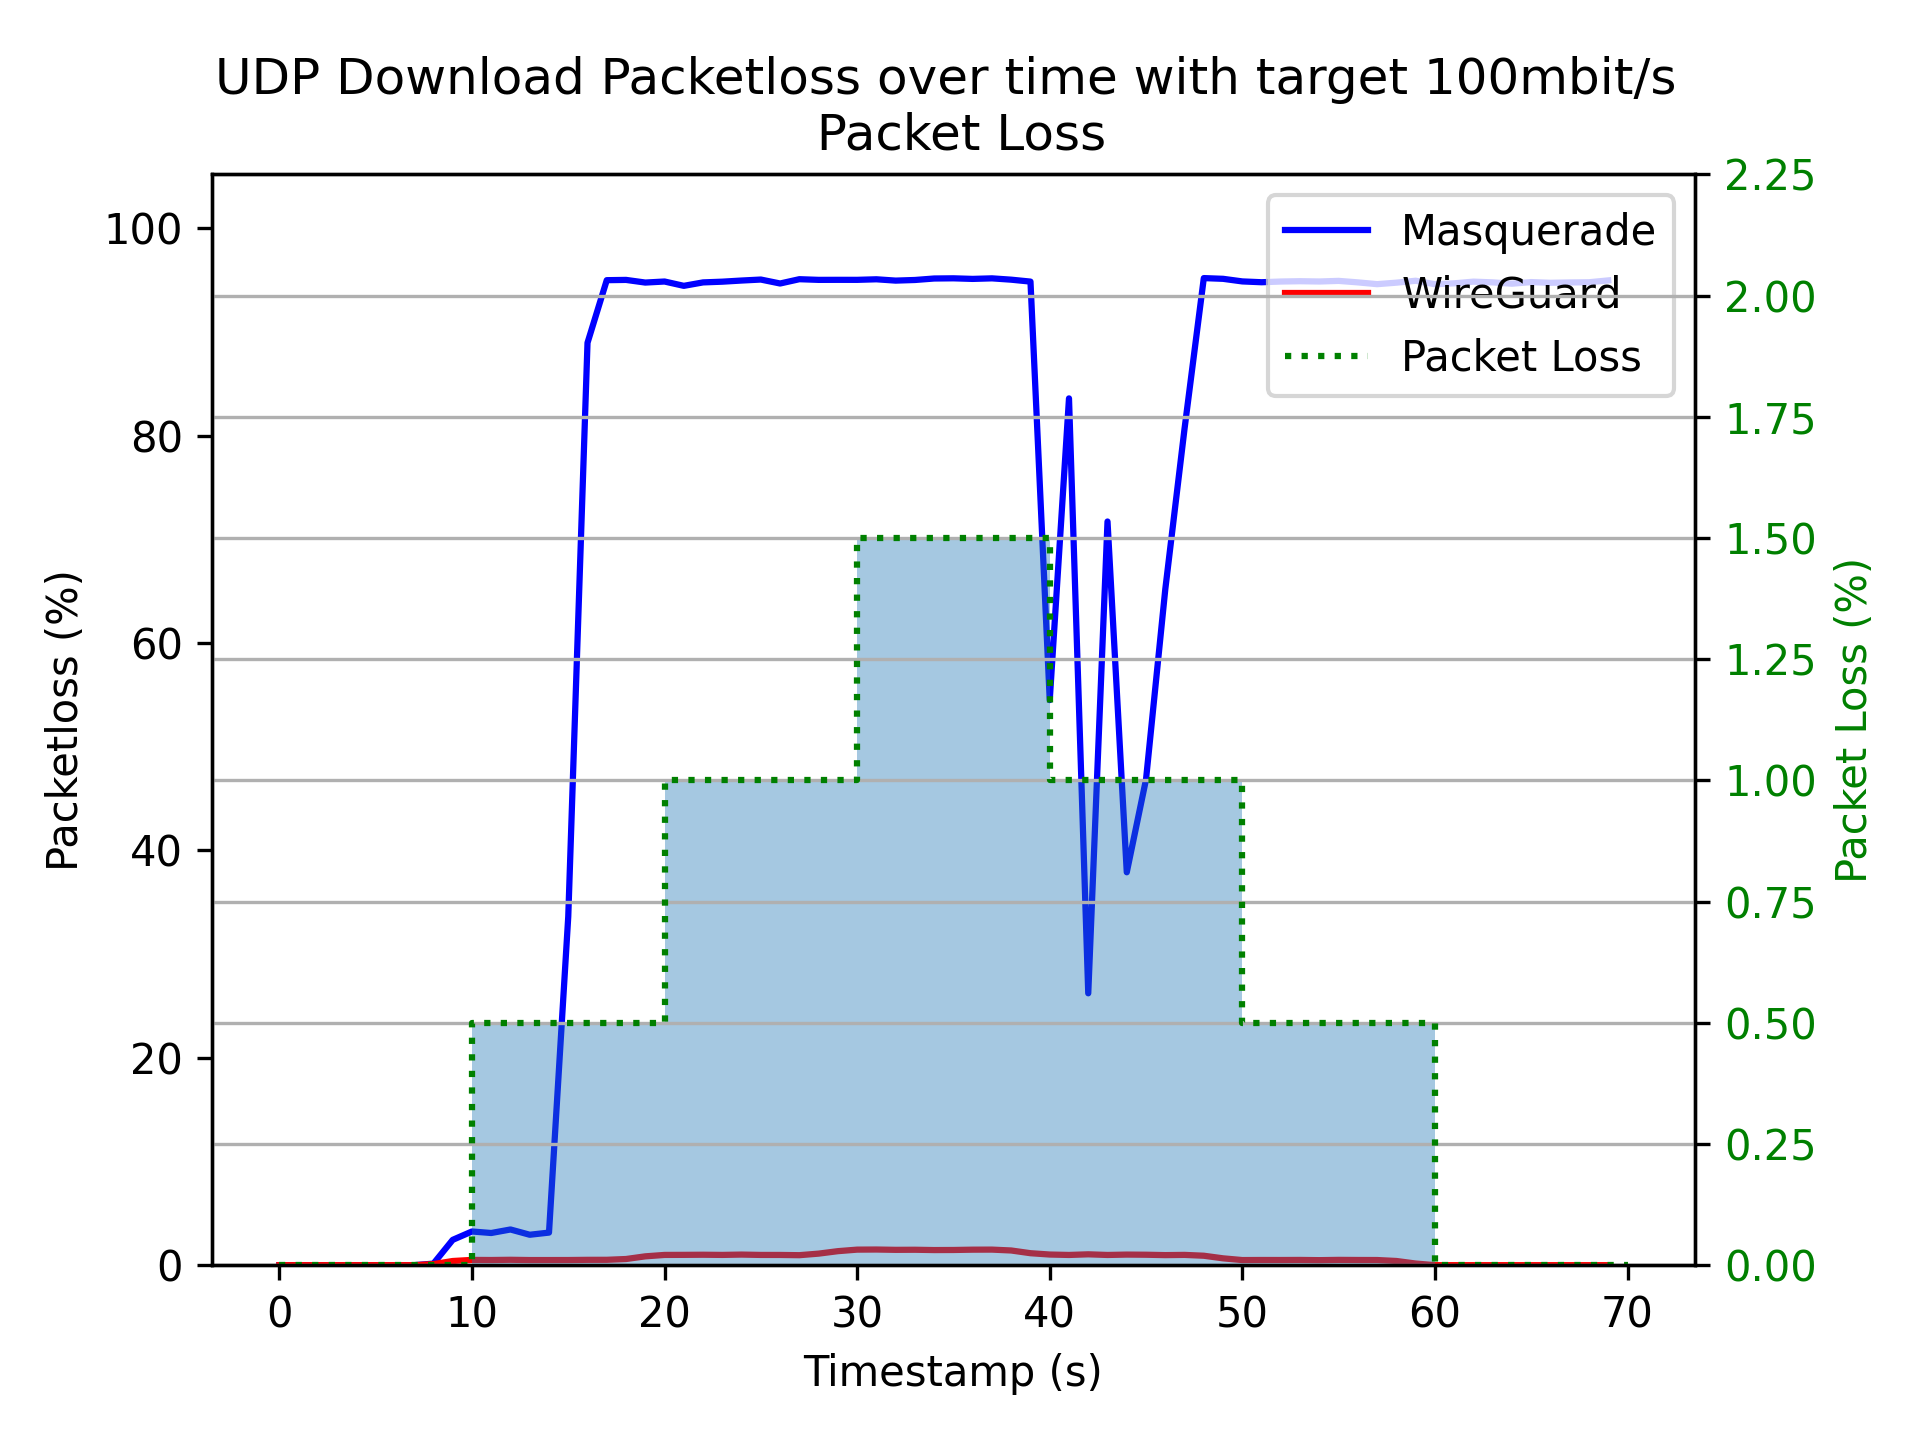 UDP Download Packetloss over time with target 100mbit/s
Packet Loss
Masquerade
WireGuard
Packet Loss
Packetloss (%)
100
80
60
40
20
0
2.25
2.00
1.75
1.50
1.25
1.00
0.75
0.50
0.25
0.00
Packet Loss (%)
0 10 20 30 40 50 60 70
Timestamp (s)